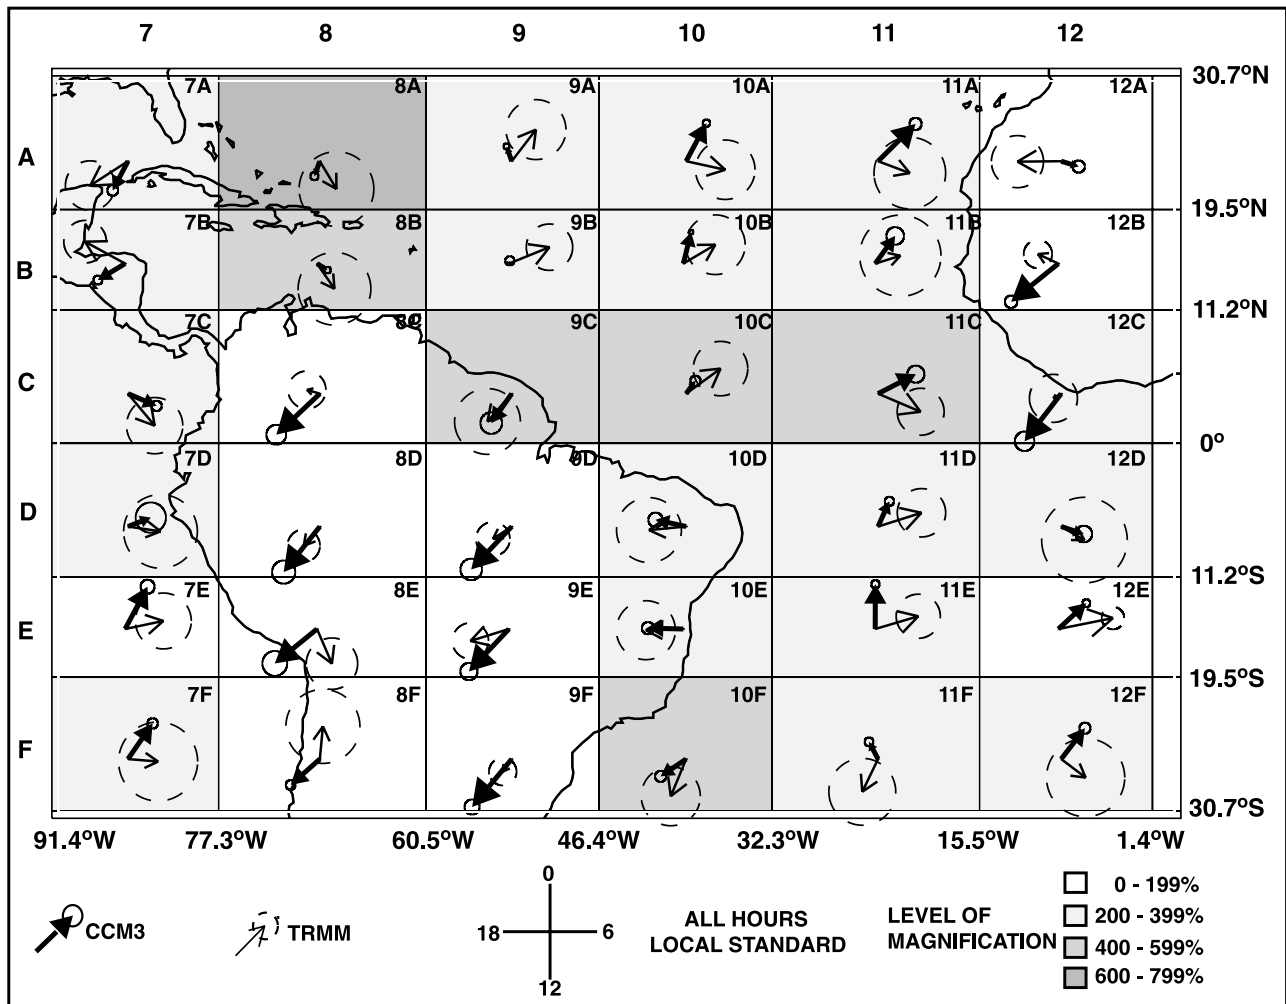 7 8 9 10 11 12
30.7°N
7A 8A 9A 10A 11A 12A
A
19.5°N
7B 8B 9B 10B 11B 12B
B
11.2°N
7C 8C 9C 10C 11C 12C
C
0°
7D 8D 9D 10D 11D 12D
D
11.2°S
7E 8E 9E 10E 11E 12E
E
19.5°S
7F 8F 9F 10F 11F 12F
F
30.7°S
91.4°W 77.3°W 60.5°W 46.4°W 32.3°W 15.5°W 1.4°W
CCM3
TRMM
0
18 6
12
ALL HOURS
LOCAL STANDARD
LEVEL OF
MAGNIFICATION
0 - 199%
200 - 399%
400 - 599%
600 - 799%